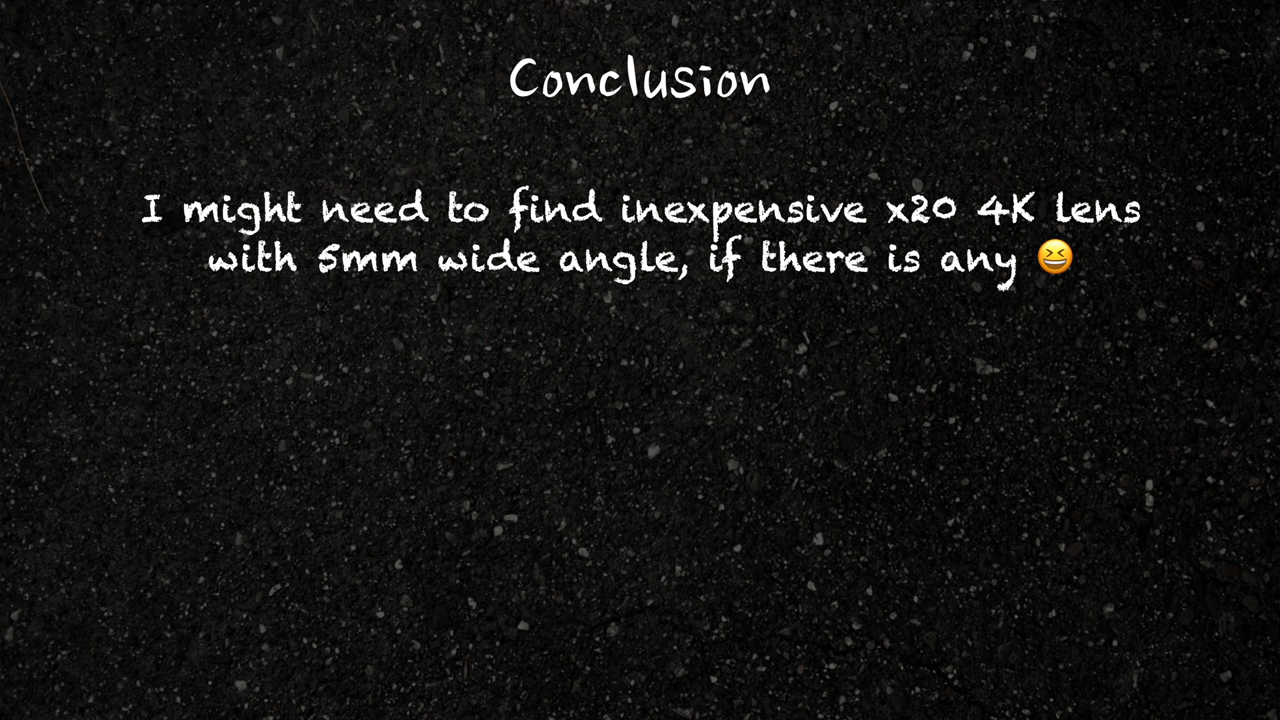 Conclusion
I might need to find inexpensive x20 4K lens
with 5mm wide angle, if there is any 😆